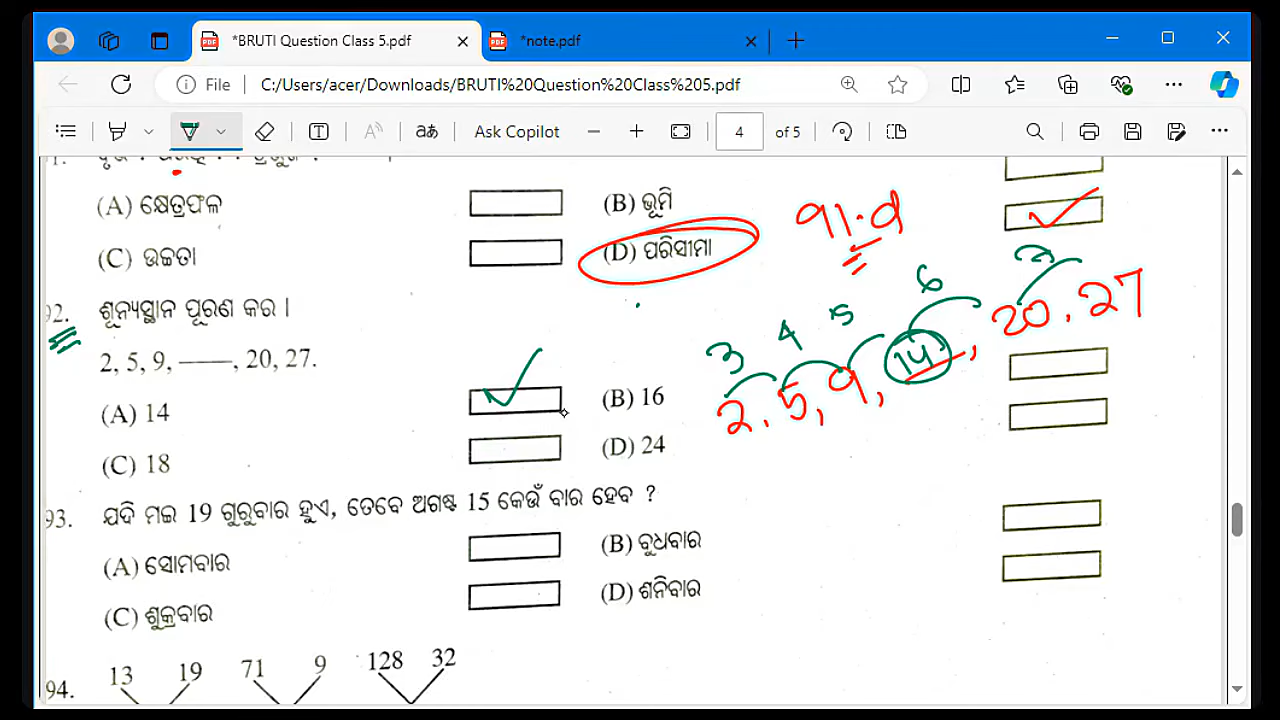 *BRUTI Question Class 5.pdf
*note.pdf
File
C:/Users/acer/Downloads/BRUTI%20Question%20Class%205.pdf
Ask Copilot
4 of 5
(A) କ୍ଷେତ୍ରଫଳ (B) ଭୂମି
(C) ଉଚ୍ଚତା (D) ପରିସୀମା
91.d
92. ଶୂନ୍ୟସ୍ଥାନ ପୂରଣ କର ।
2, 5, 9, ——, 20, 27.
3 4 5 6 7
2, 5, 9, 14, 20, 27
(A) 14 (B) 16
(C) 18 (D) 24
93. ଯଦି ମଇ 19 ଗୁରୁବାର ହୁଏ, ତେବେ ଅଗଷ୍ଟ 15 କେଉଁ ବାର ହେବ ?
(A) ସୋମବାର (B) ବୁଧବାର
(C) ଶୁକ୍ରବାର (D) ଶନିବାର
94. 13 19 71 9 128 32